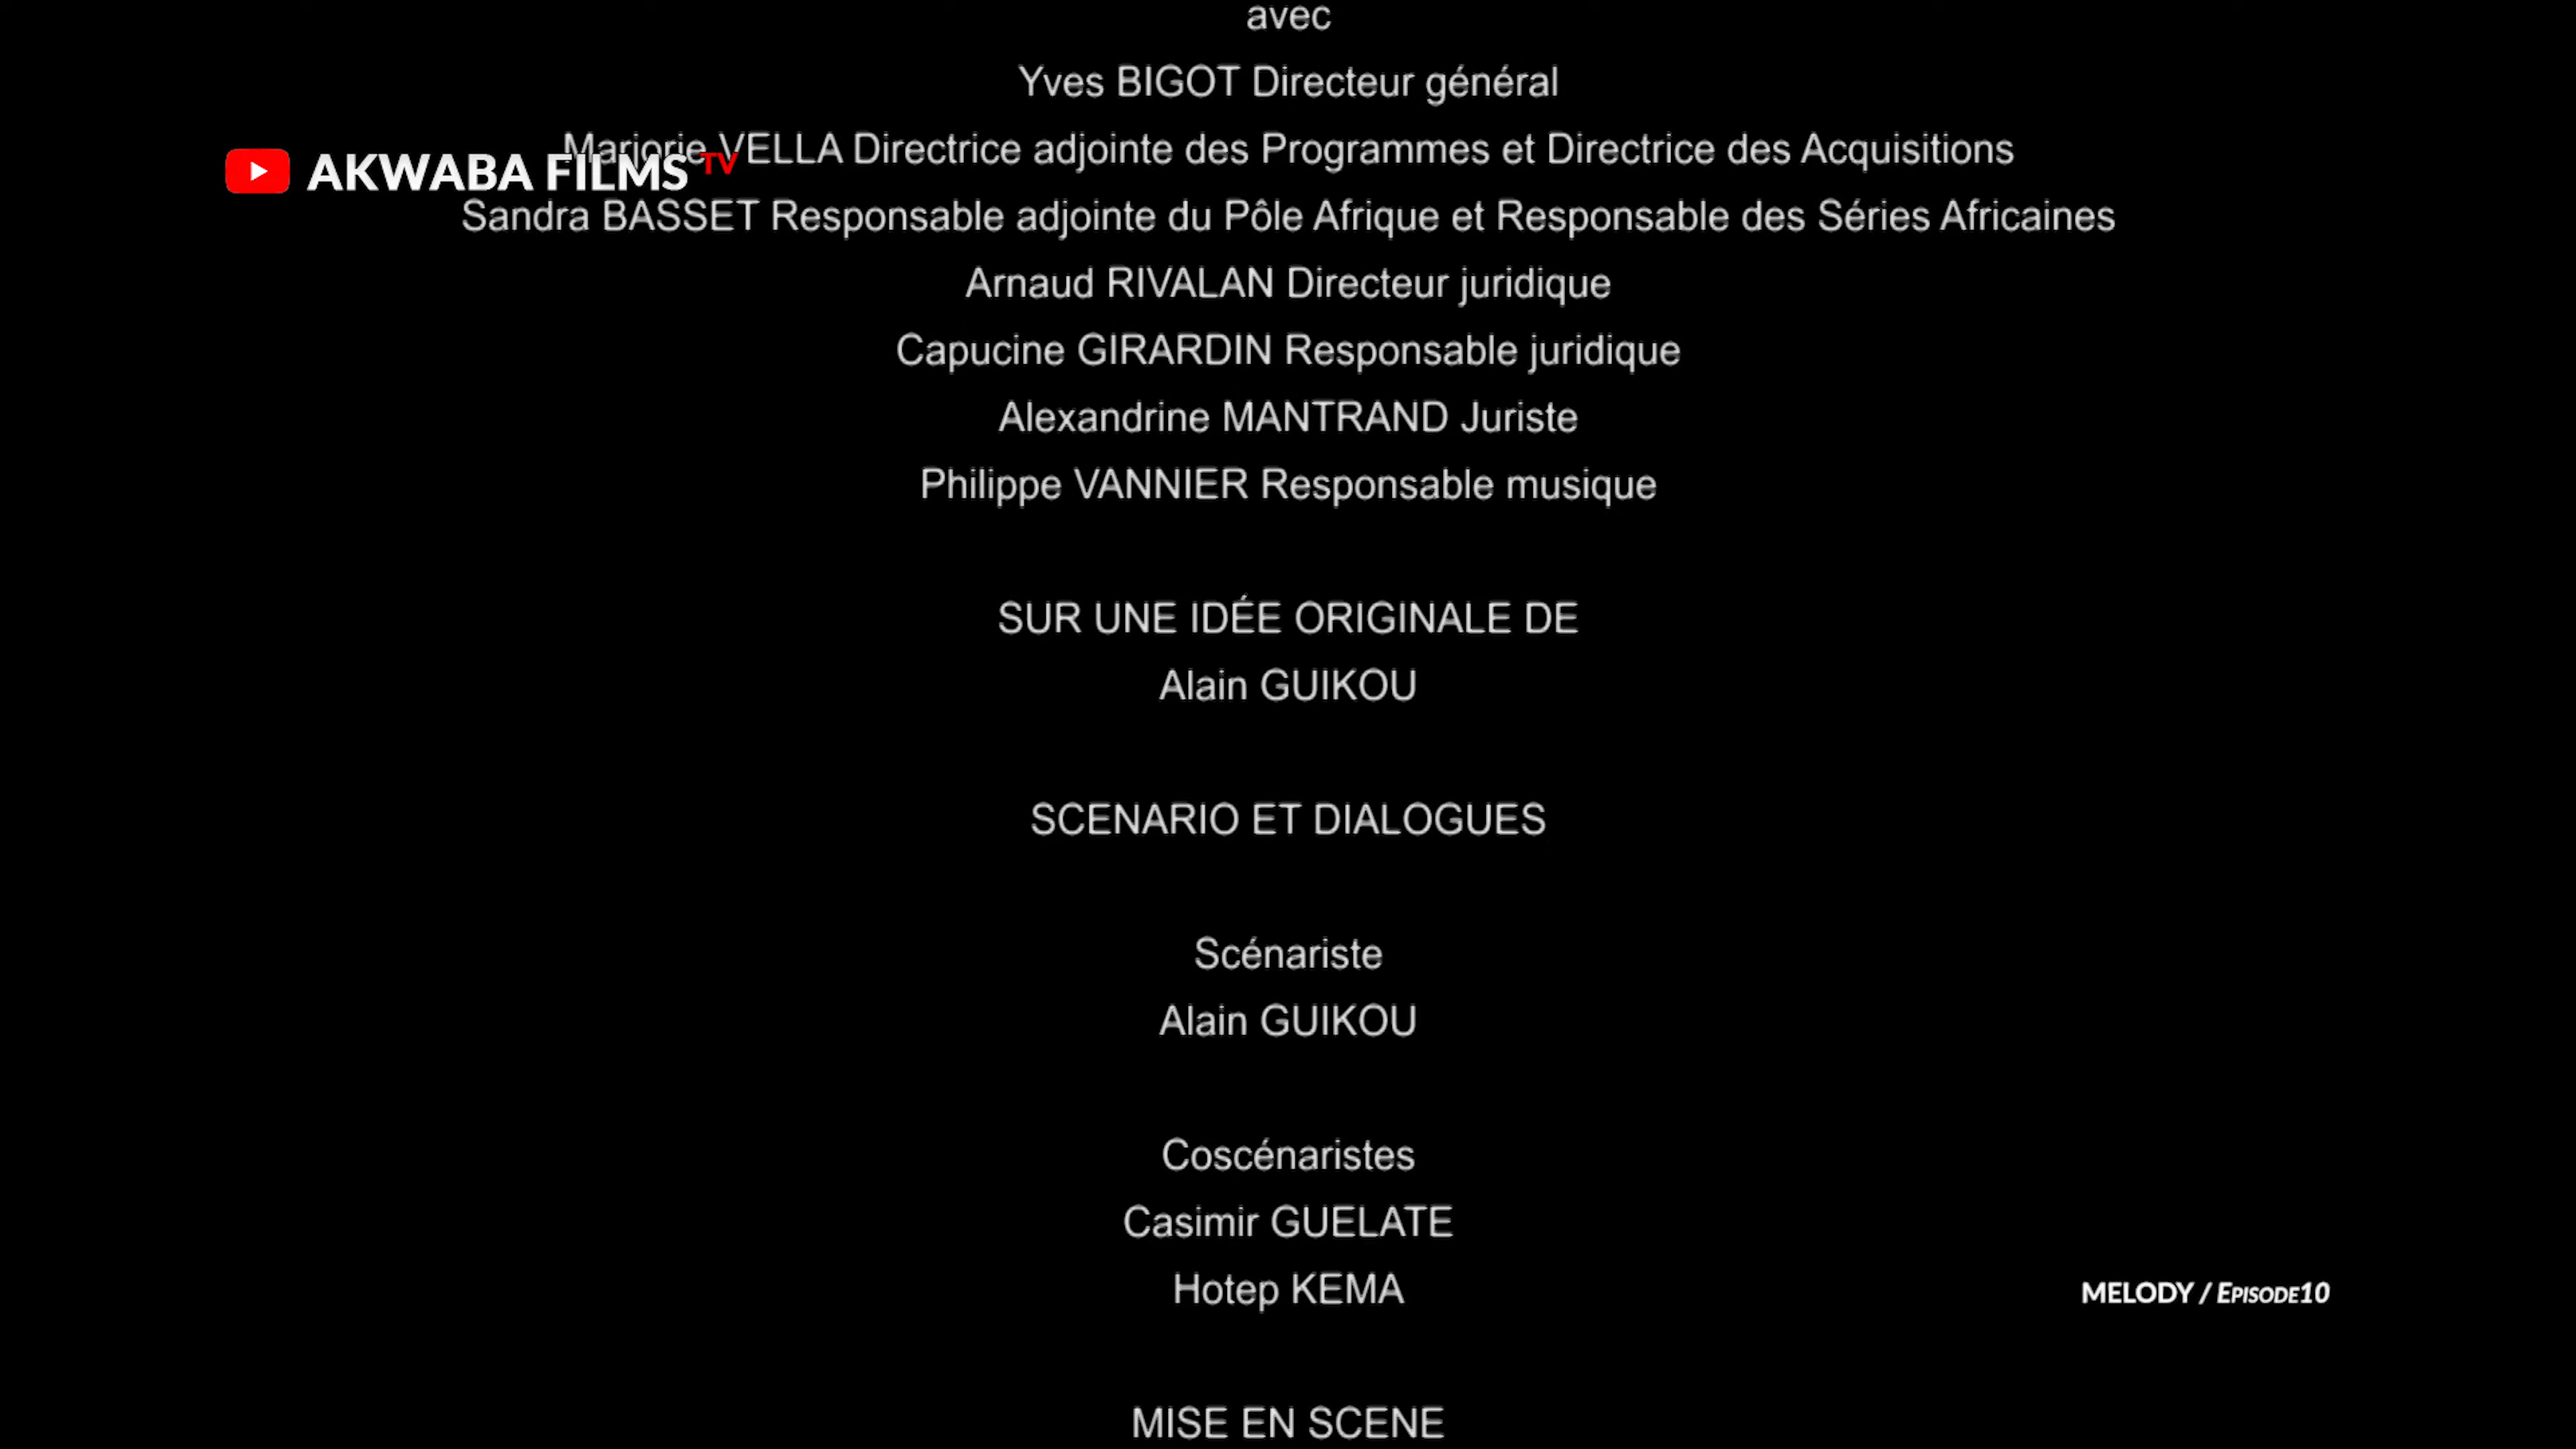 avec
Yves BIGOT Directeur général
Marjorie VELLA Directrice adjointe des Programmes et Directrice des Acquisitions
AKWABA FILMS TV
Sandra BASSET Responsable adjointe du Pôle Afrique et Responsable des Séries Africaines
Arnaud RIVALAN Directeur juridique
Capucine GIRARDIN Responsable juridique
Alexandrine MANTRAND Juriste
Philippe VANNIER Responsable musique
SUR UNE IDÉE ORIGINALE DE
Alain GUIKOU
SCENARIO ET DIALOGUES
Scénariste
Alain GUIKOU
Coscénaristes
Casimir GUELATE
Hotep KEMA
MELODY / EPISODE10
MISE EN SCENE